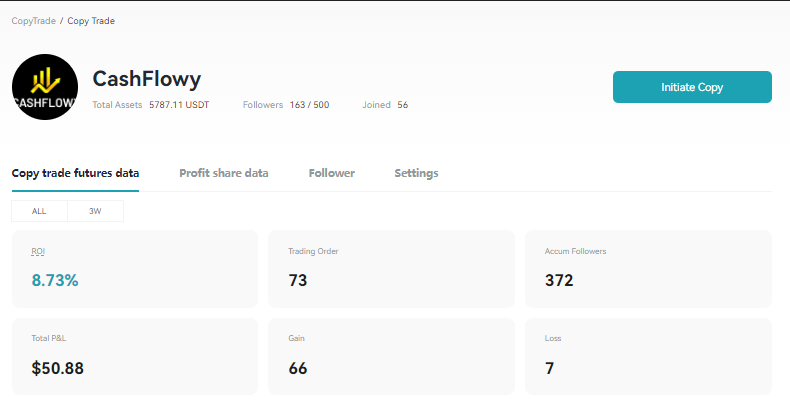 CopyTrade / Copy Trade
CASHFLOWY
CashFlowy
Total Assets 5787.11 USDT Followers 163 / 500 Joined 56
Initiate Copy
Copy trade futures data Profit share data Follower Settings
ALL 3W
ROI Trading Order Accum Followers
8.73% 73 372
Total P&L Gain Loss
$50.88 66 7